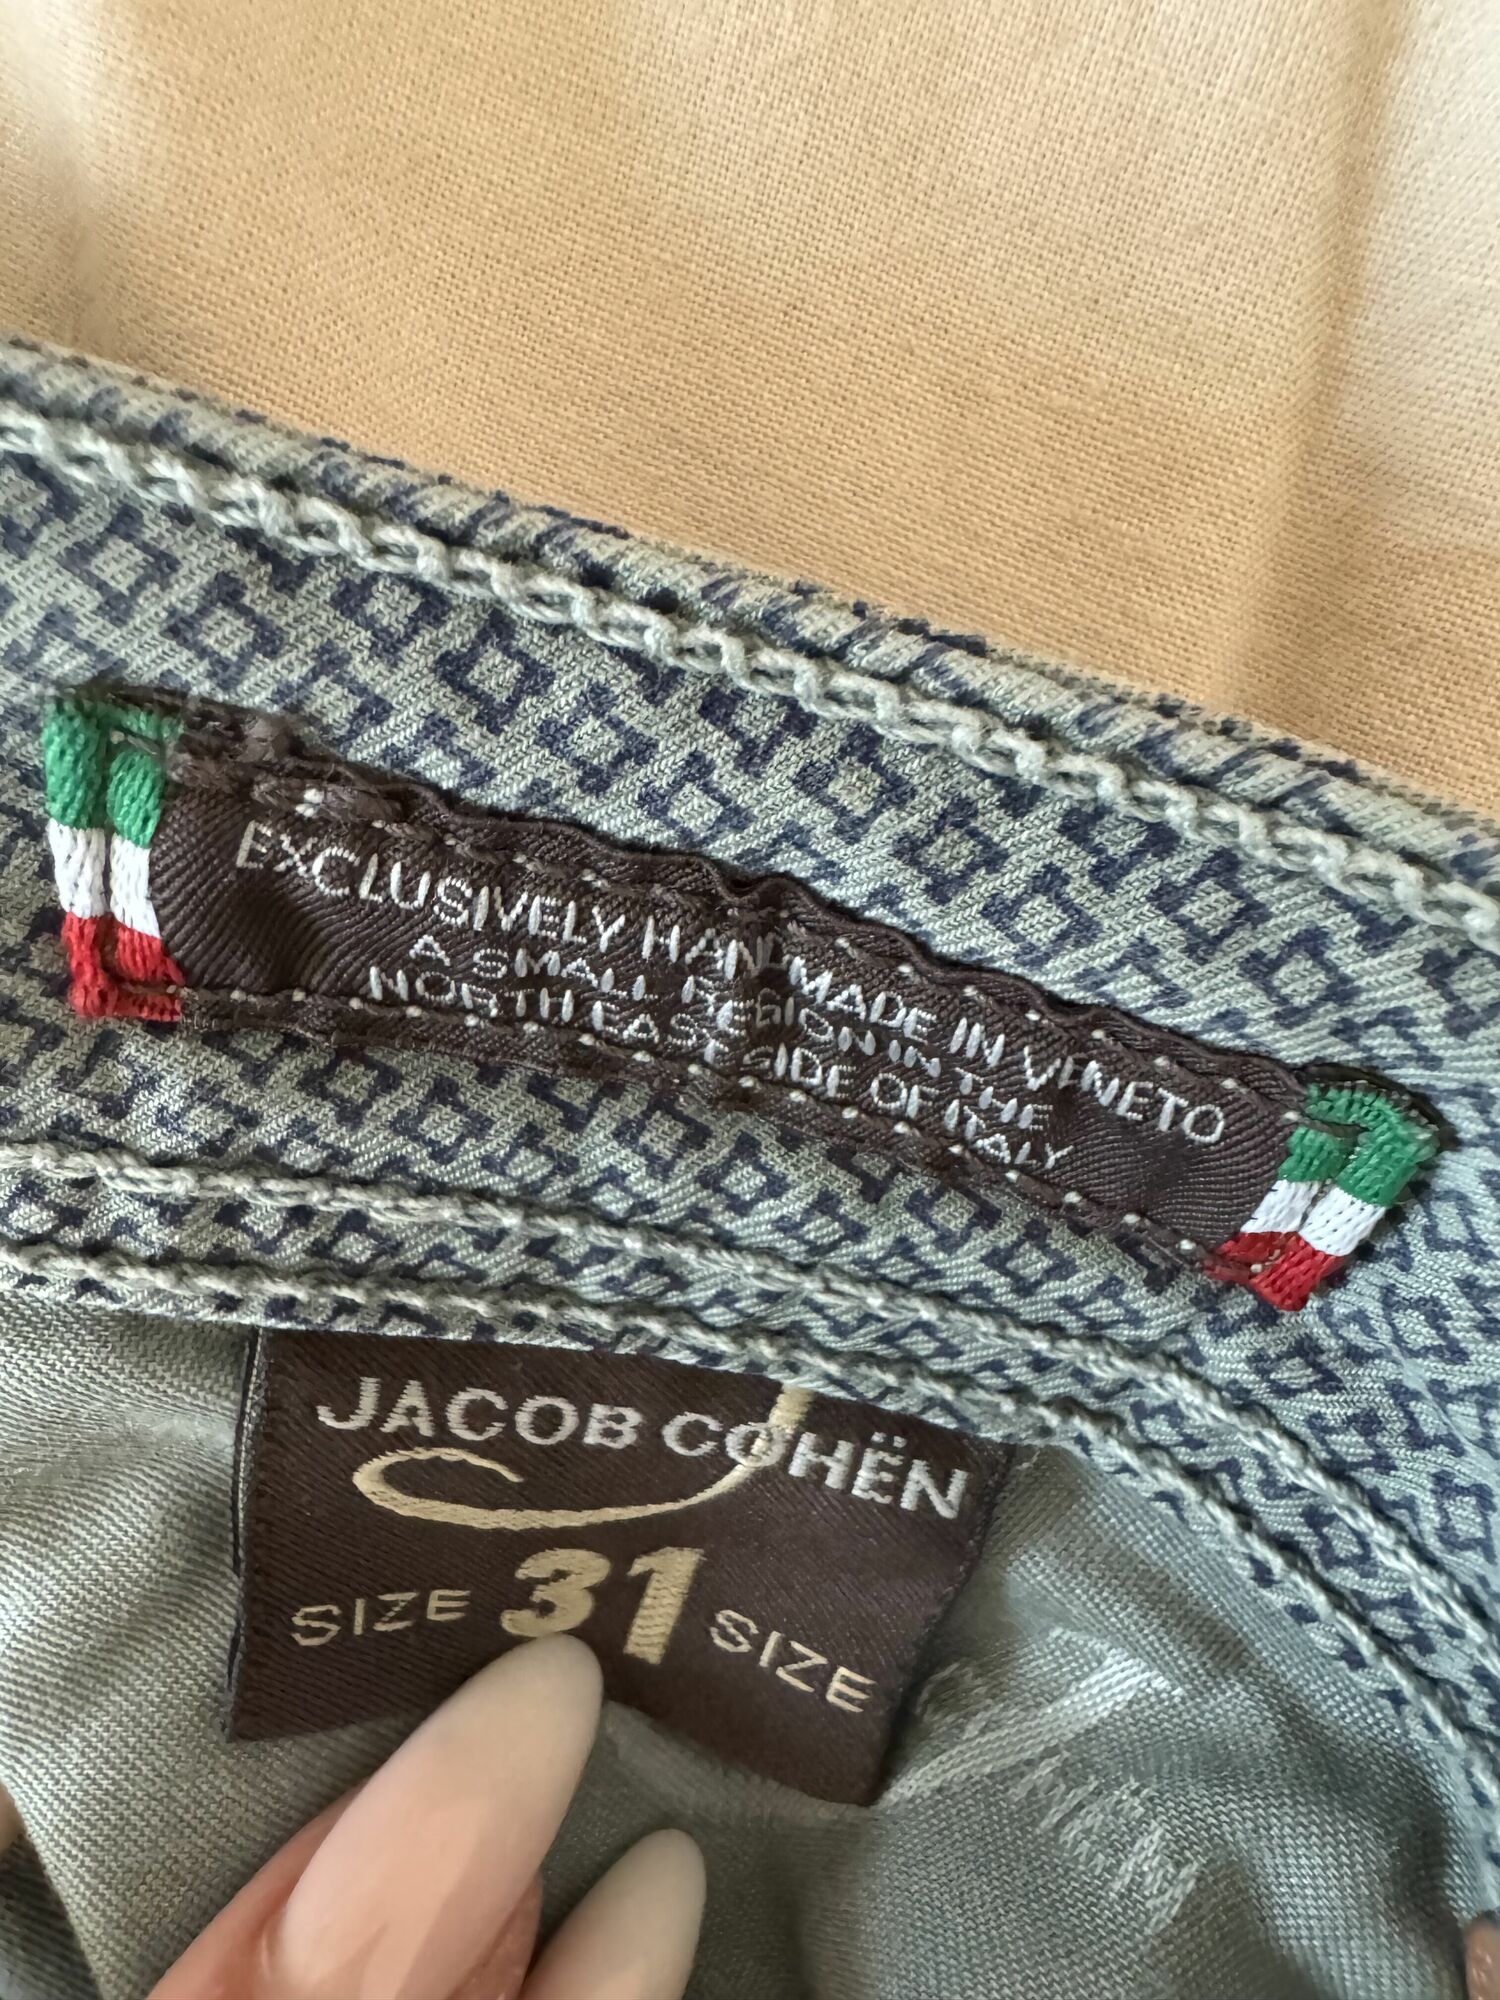 EXCLUSIVELY HANDMADE IN VENETO
A SMALL REGION IN THE
NORTH EAST SIDE OF ITALY
JACOB COHËN
SIZE 31 SIZE